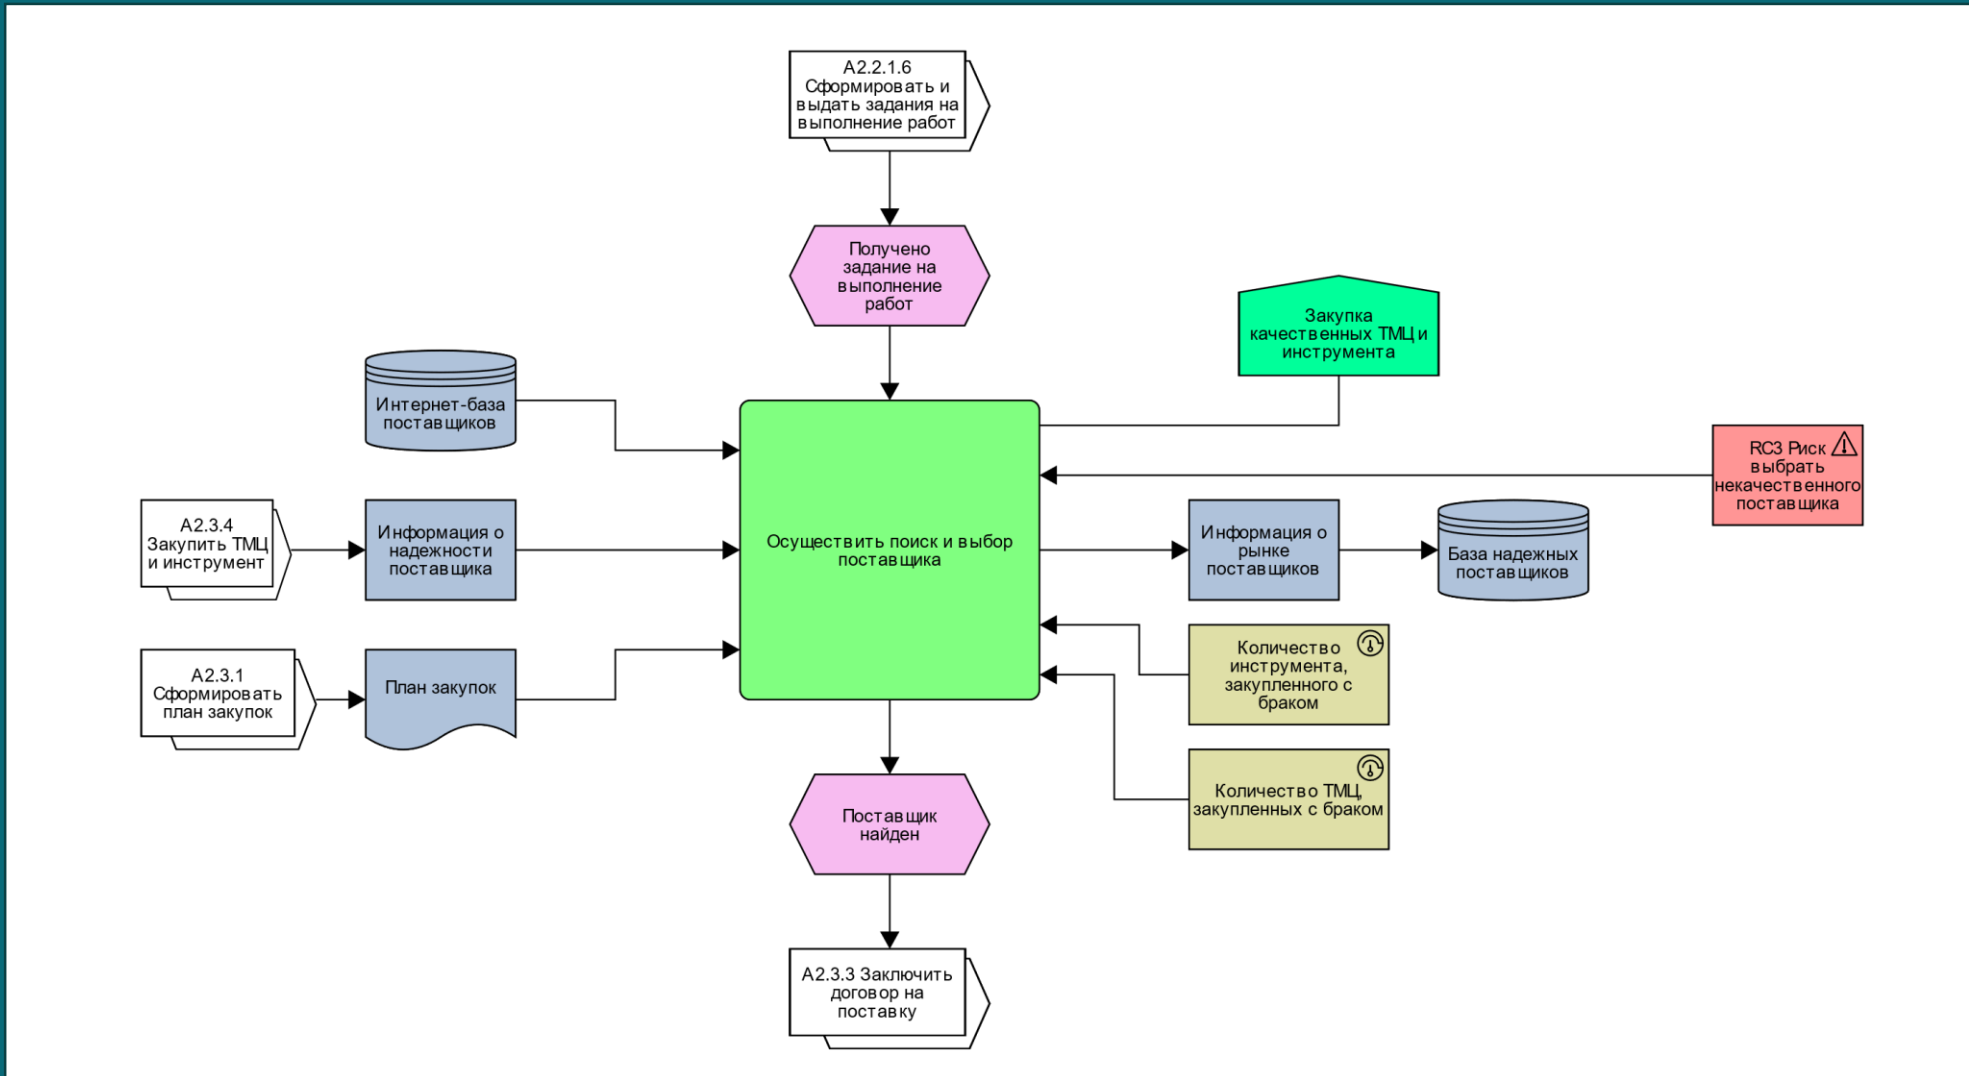 A2.2.1.6
Сформировать и
выдать задания на
выполнение работ
Получено
задание на
выполнение
работ
Закупка
качественных ТМЦ и
инструмента
Интернет-база
поставщиков
RC3 Риск
выбрать
некачественного
поставщика
A2.3.4
Закупить ТМЦ
и инструмент
Информация о
надежности
поставщика
Осуществить поиск и выбор
поставщика
Информация о
рынке
поставщиков
База надежных
поставщиков
A2.3.1
Сформировать
план закупок
План закупок
Количество
инструмента,
закупленного с
браком
Количество ТМЦ,
закупленных с браком
Поставщик
найден
A2.3.3 Заключить
договор на
поставку